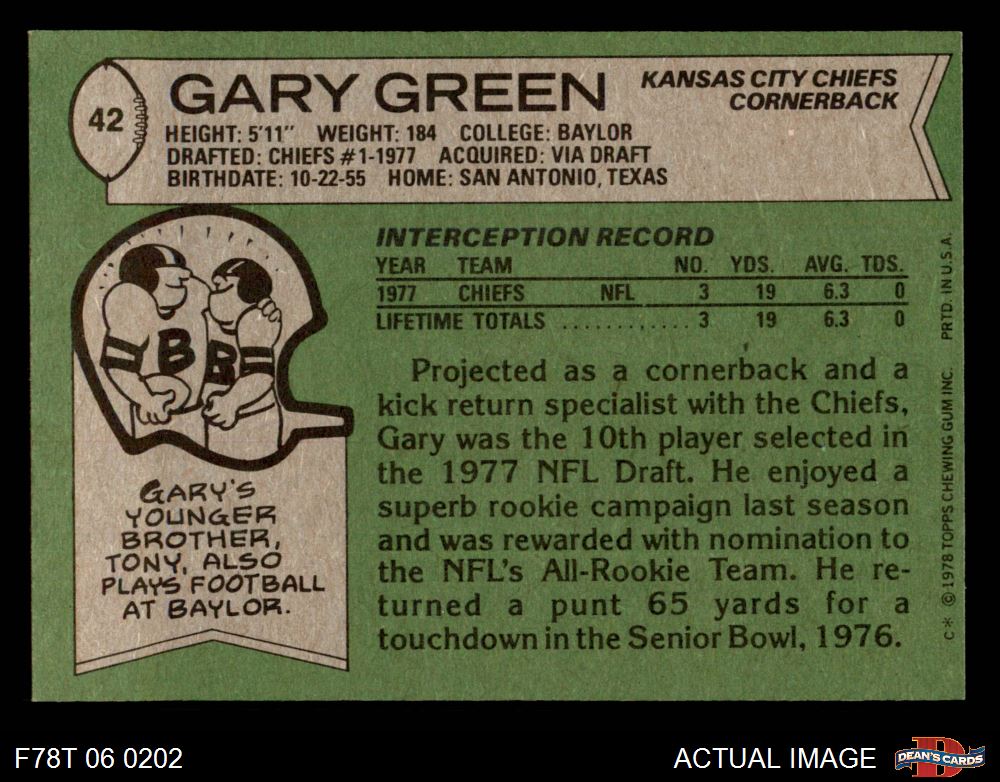 42
GARY GREEN
KANSAS CITY CHIEFS
CORNERBACK
HEIGHT: 5'11" WEIGHT: 184 COLLEGE: BAYLOR
DRAFTED: CHIEFS #1-1977 ACQUIRED: VIA DRAFT
BIRTHDATE: 10-22-55 HOME: SAN ANTONIO, TEXAS
B
B
GARY'S
YOUNGER
BROTHER,
TONY, ALSO
PLAYS FOOTBALL
AT BAYLOR.
INTERCEPTION RECORD
YEAR TEAM NO. YDS. AVG. TDS.
1977 CHIEFS NFL 3 19 6.3 0
LIFETIME TOTALS ............ 3 19 6.3 0
Projected as a cornerback and a
kick return specialist with the Chiefs,
Gary was the 10th player selected in
the 1977 NFL Draft. He enjoyed a
superb rookie campaign last season
and was rewarded with nomination to
the NFL's All-Rookie Team. He re-
turned a punt 65 yards for a
touchdown in the Senior Bowl, 1976.
C* ©1978 TOPPS CHEWING GUM INC. PRTD. IN U.S.A.
F78T 06 0202
ACTUAL IMAGE
D
DEAN'S CARDS